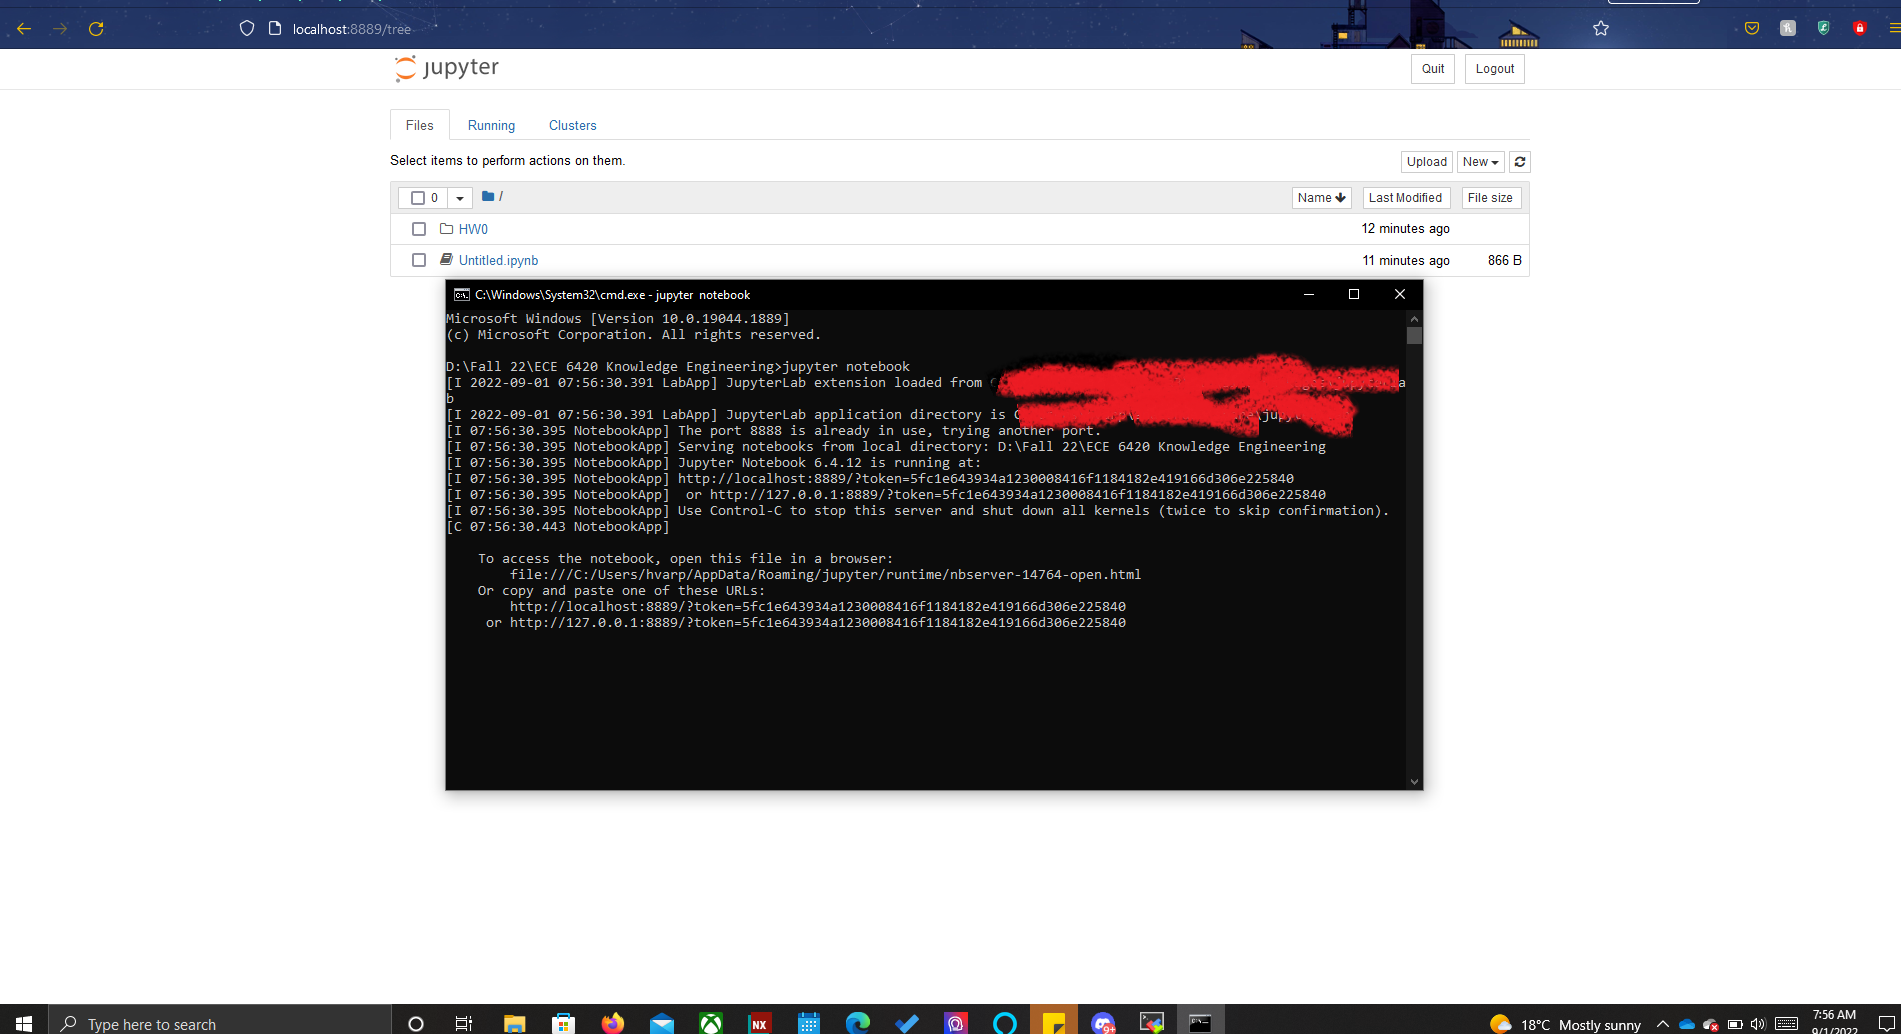 localhost:8889/tree
jupyter
Quit
Logout
Files
Running
Clusters
Select items to perform actions on them.
Upload
New
0
/
Name
Last Modified
File size
HW0
12 minutes ago
Untitled.ipynb
11 minutes ago
866 B
C:\Windows\System32\cmd.exe - jupyter  notebook
Microsoft Windows [Version 10.0.19044.1889]
(c) Microsoft Corporation. All rights reserved.
D:\Fall 22\ECE 6420 Knowledge Engineering>jupyter notebook
[I 2022-09-01 07:56:30.391 LabApp] JupyterLab extension loaded from
b
[I 2022-09-01 07:56:30.391 LabApp] JupyterLab application directory is
[I 07:56:30.395 NotebookApp] The port 8888 is already in use, trying another port.
[I 07:56:30.395 NotebookApp] Serving notebooks from local directory: D:\Fall 22\ECE 6420 Knowledge Engineering
[I 07:56:30.395 NotebookApp] Jupyter Notebook 6.4.12 is running at:
[I 07:56:30.395 NotebookApp] http://localhost:8889/?token=5fc1e643934a1230008416f1184182e419166d306e225840
[I 07:56:30.395 NotebookApp]  or http://127.0.0.1:8889/?token=5fc1e643934a1230008416f1184182e419166d306e225840
[I 07:56:30.395 NotebookApp] Use Control-C to stop this server and shut down all kernels (twice to skip confirmation).
[C 07:56:30.443 NotebookApp]
To access the notebook, open this file in a browser:
file:///C:/Users/hvarp/AppData/Roaming/jupyter/runtime/nbserver-14764-open.html
Or copy and paste one of these URLs:
http://localhost:8889/?token=5fc1e643934a1230008416f1184182e419166d306e225840
or http://127.0.0.1:8889/?token=5fc1e643934a1230008416f1184182e419166d306e225840
Type here to search
NX
9+
18°C Mostly sunny
7:56 AM
9/1/2022